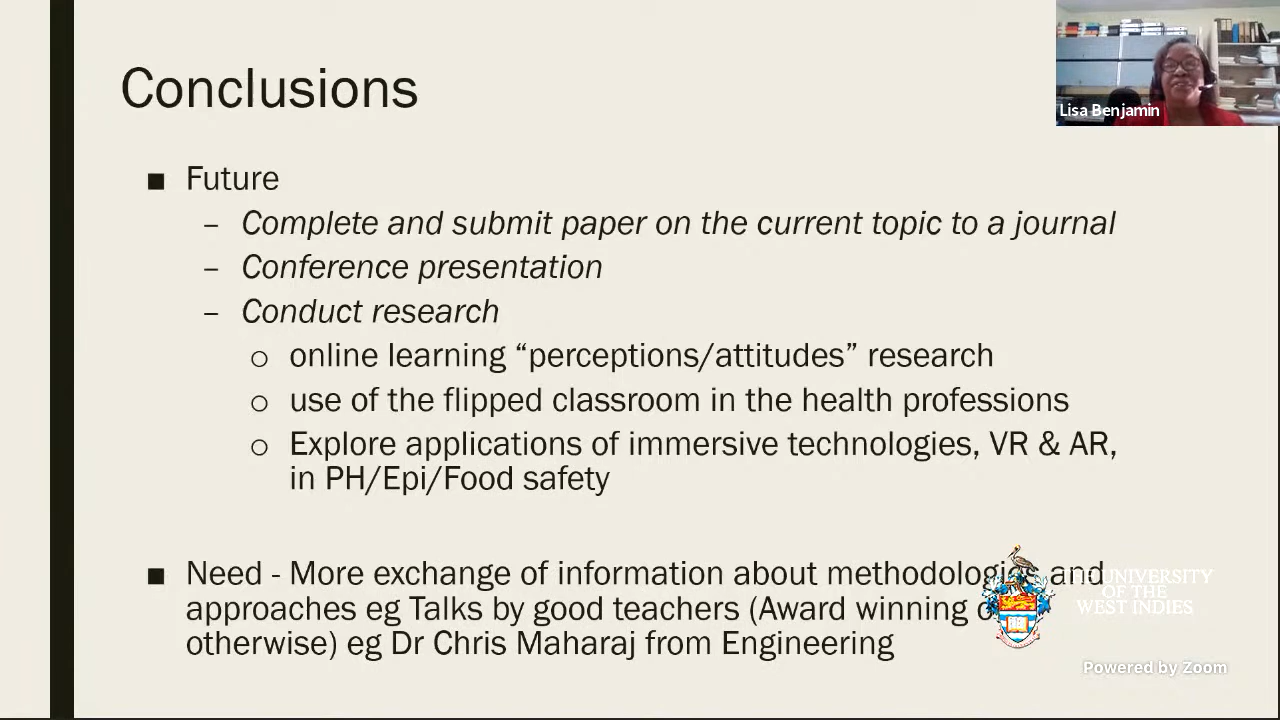 Conclusions
Lisa Benjamin
■ Future
– Complete and submit paper on the current topic to a journal
– Conference presentation
– Conduct research
o online learning “perceptions/attitudes” research
o use of the flipped classroom in the health professions
o Explore applications of immersive technologies, VR & AR,
in PH/Epi/Food safety
■ Need - More exchange of information about methodologies and
approaches eg Talks by good teachers (Award winning
otherwise) eg Dr Chris Maharaj from Engineering
THE UNIVERSITY
OF THE
WEST INDIES
Powered by Zoom